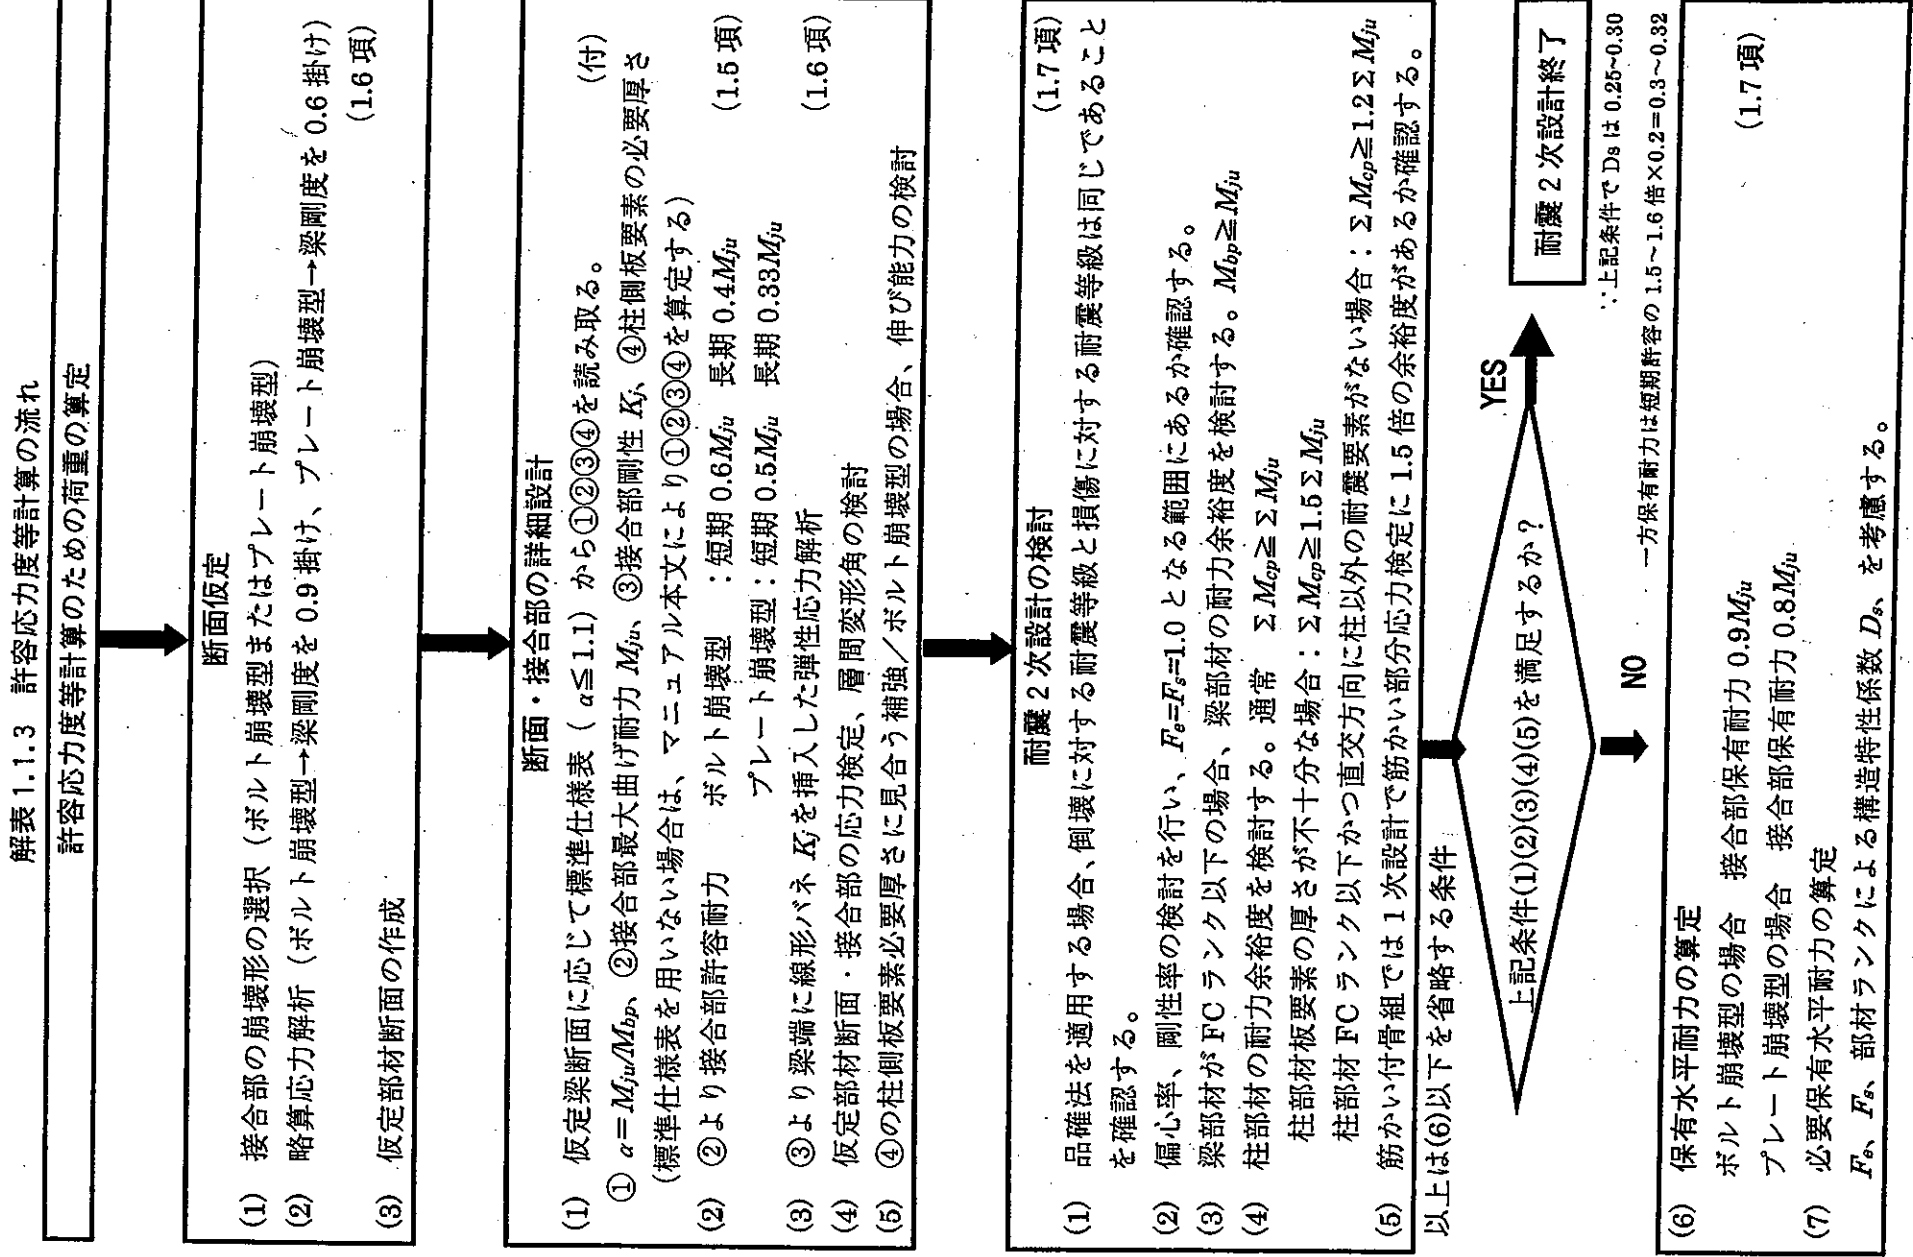 解表1.1.3 許容応力度等計算の流れ
許容応力度等計算のための荷重の算定
断面仮定
(1) 接合部の崩壊形の選択（ボルト崩壊型またはプレート崩壊型）
(2) 略算応力解析（ボルト崩壊型→梁剛度を0.9掛け、プレート崩壊型→梁剛度を0.6掛け）
(1.6項)
(3) 仮定部材断面の作成
断面・接合部の詳細設計
(1) 仮定梁断面に応じて標準仕様表（α≦1.1）から①②③④を読み取る。 (付)
① α＝Mju/Mbp、②接合部最大曲げ耐力Mju、③接合部剛性Kj、④柱側板要素の必要厚さ
(標準仕様表を用いない場合は、マニュアル本文により①②③④を算定する)
(2) ②より接合部許容耐力 ボルト崩壊型 ：短期0.6Mju 長期0.4Mju (1.5項)
プレート崩壊型：短期0.5Mju 長期0.33Mju
(3) ③より梁端に線形バネKjを挿入した弾性応力解析 (1.6項)
(4) 仮定部材断面・接合部の応力検定、層間変形角の検討
(5) ④の柱側板要素必要厚さに見合う補強／ボルト崩壊型の場合、伸び能力の検討
耐震2次設計の検討
(1.7項)
(1) 品確法を適用する場合、倒壊に対する耐震等級と損傷に対する耐震等級は同じであること
を確認する。
(2) 偏心率、剛性率の検討を行い、Fe=Fs=1.0となる範囲にあるか確認する。
(3) 梁部材がFCランク以下の場合、梁部材の耐力余裕度を検討する。Mbp≧Mju
(4) 柱部材の耐力余裕度を検討する。通常 ΣMcp≧ΣMju
柱部材板要素の厚さが不十分な場合：ΣMcp≧1.5ΣMju
柱部材FCランク以下かつ直交方向に柱以外の耐震要素がない場合：ΣMcp≧1.2ΣMju
(5) 筋かい付骨組では1次設計で筋かい部分応力検定に1.5倍の余裕度があるか確認する。
以上は(6)以下を省略する条件
上記条件(1)(2)(3)(4)(5)を満足するか？
YES
耐震2次設計終了
∵上記条件でDsは0.25~0.30
NO
一方保有耐力は短期許容の1.5～1.6倍×0.2＝0.3～0.32
(6) 保有水平耐力の算定
ボルト崩壊型の場合 接合部保有耐力0.9Mju (1.7項)
プレート崩壊型の場合 接合部保有耐力0.8Mju
(7) 必要保有水平耐力の算定
Fe、Fs、部材ランクによる構造特性係数Ds、を考慮する。